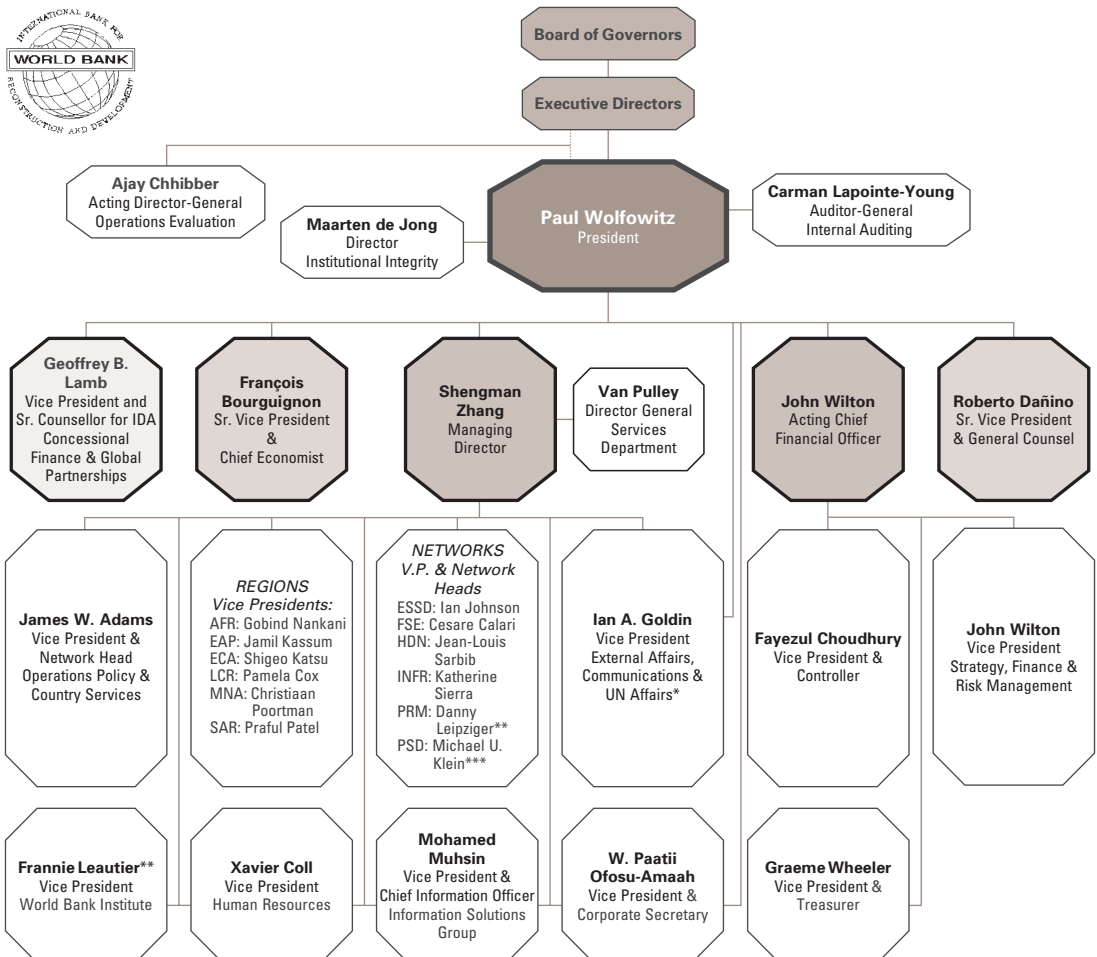 INTERNATIONAL BANK FOR
WORLD BANK
RECONSTRUCTION AND DEVELOPMENT
Board of Governors
Executive Directors
Ajay Chhibber
Acting Director-General
Operations Evaluation
Maarten de Jong
Director
Institutional Integrity
Paul Wolfowitz
President
Carman Lapointe-Young
Auditor-General
Internal Auditing
Geoffrey B.
Lamb
Vice President and
Sr. Counsellor for IDA
Concessional
Finance & Global
Partnerships
François
Bourguignon
Sr. Vice President
&
Chief Economist
Shengman
Zhang
Managing
Director
Van Pulley
Director General
Services
Department
John Wilton
Acting Chief
Financial Officer
Roberto Dañino
Sr. Vice President
& General Counsel
James W. Adams
Vice President &
Network Head
Operations Policy &
Country Services
REGIONS
Vice Presidents:
AFR: Gobind Nankani
EAP: Jamil Kassum
ECA: Shigeo Katsu
LCR: Pamela Cox
MNA: Christiaan
Poortman
SAR: Praful Patel
NETWORKS
V.P. & Network
Heads
ESSD: Ian Johnson
FSE: Cesare Calari
HDN: Jean-Louis
Sarbib
INFR: Katherine
Sierra
PRM: Danny
Leipziger**
PSD: Michael U.
Klein***
Ian A. Goldin
Vice President
External Affairs,
Communications &
UN Affairs*
Fayezul Choudhury
Vice President &
Controller
John Wilton
Vice President
Strategy, Finance &
Risk Management
Frannie Leautier**
Vice President
World Bank Institute
Xavier Coll
Vice President
Human Resources
Mohamed
Muhsin
Vice President &
Chief Information Officer
Information Solutions
Group
W. Paatii
Ofosu-Amaah
Vice President &
Corporate Secretary
Graeme Wheeler
Vice President &
Treasurer